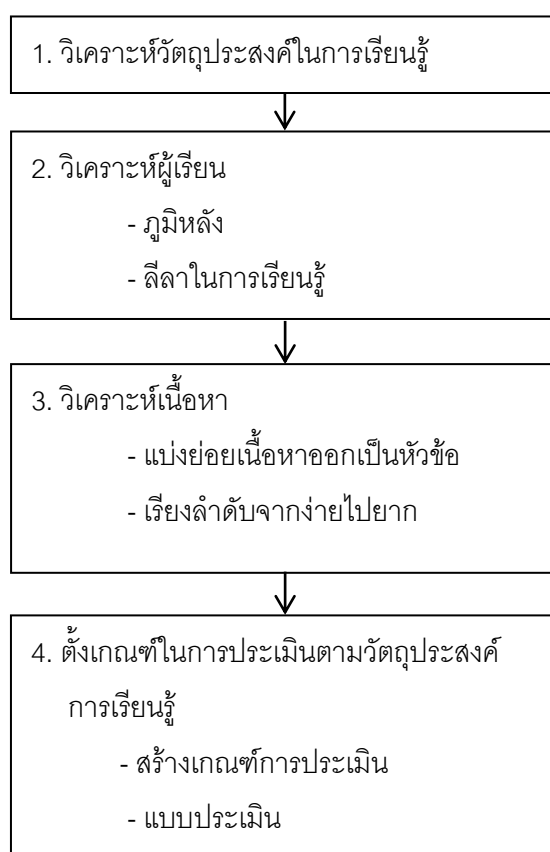 1. วิเคราะห์วัตถุประสงค์ในการเรียนรู้
2. วิเคราะห์ผู้เรียน
- ภูมิหลัง
- ลีลาในการเรียนรู้
3. วิเคราะห์เนื้อหา
- แบ่งย่อยเนื้อหาออกเป็นหัวข้อ
- เรียงลำดับจากง่ายไปยาก
4. ตั้งเกณฑ์ในการประเมินตามวัตถุประสงค์
การเรียนรู้
- สร้างเกณฑ์การประเมิน
- แบบประเมิน